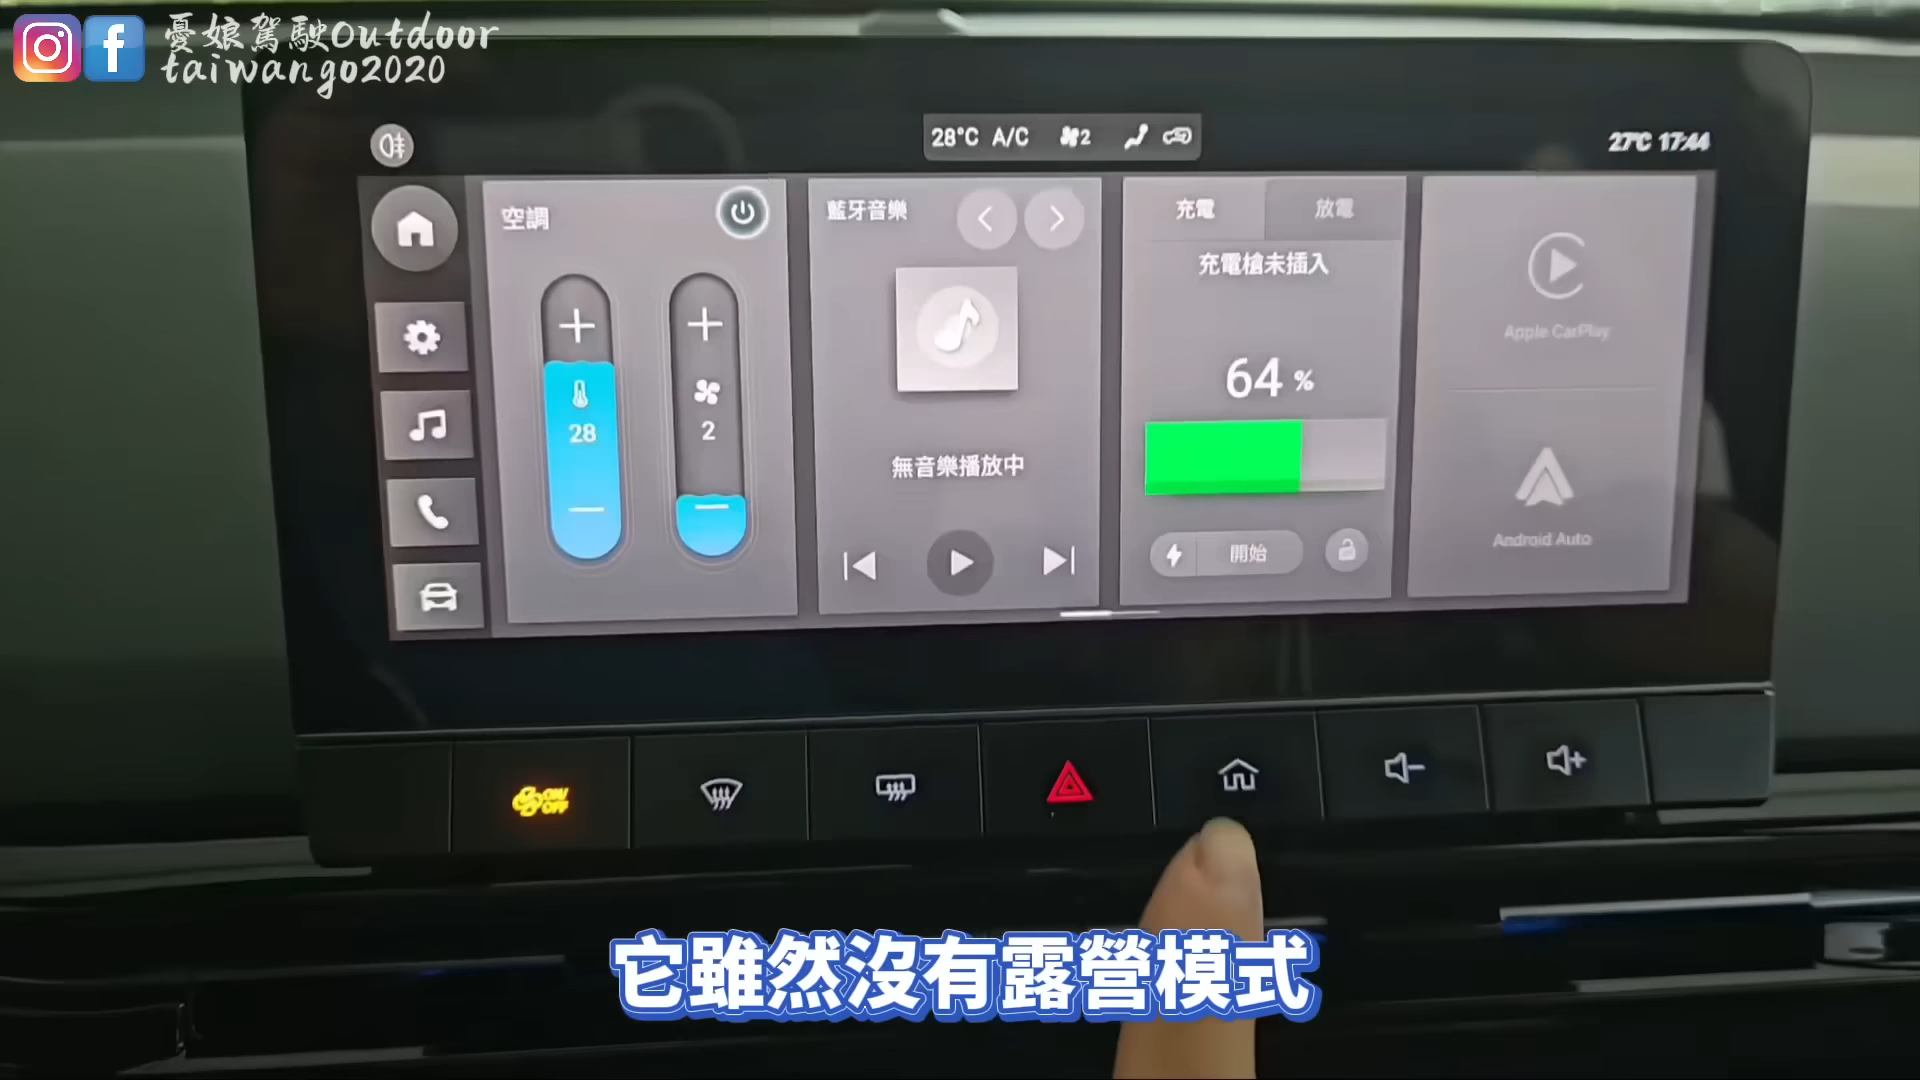 憂娘駕駛Outdoor
taiwango2020
28°C A/C 2
27°C 17:44
空調
28
2
藍牙音樂
無音樂播放中
充電
放電
充電槍未插入
64 %
開始
Apple CarPlay
Android Auto
ON
OFF
它雖然沒有露營模式